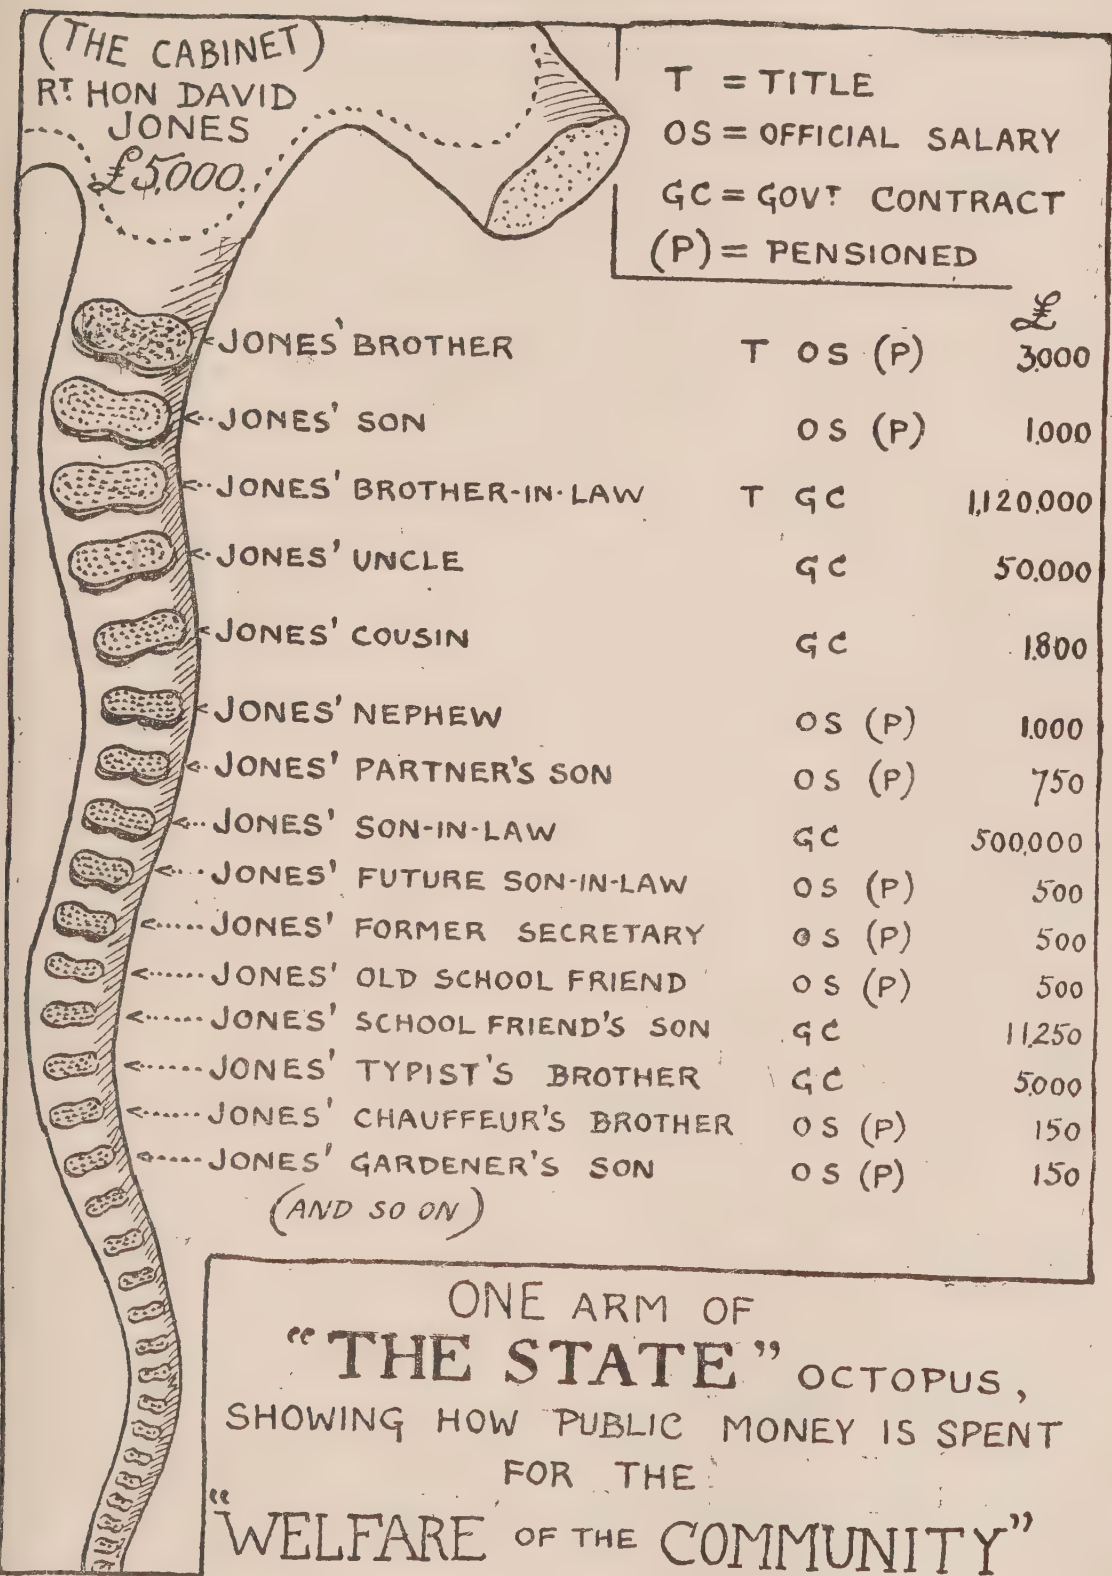 (THE CABINET)
RT. HON DAVID
JONES
£5,000.
T = TITLE
OS = OFFICIAL SALARY
GC = GOVT. CONTRACT
(P) = PENSIONED
£
JONES' BROTHER T OS (P) 3,000
JONES' SON OS (P) 1,000
JONES' BROTHER-IN-LAW T GC 1,120,000
JONES' UNCLE GC 50,000
JONES' COUSIN GC 1,800
JONES' NEPHEW OS (P) 1,000
JONES' PARTNER'S SON OS (P) 750
JONES' SON-IN-LAW GC 500,000
JONES' FUTURE SON-IN-LAW OS (P) 500
JONES' FORMER SECRETARY OS (P) 500
JONES' OLD SCHOOL FRIEND OS (P) 500
JONES' SCHOOL FRIEND'S SON GC 11,250
JONES' TYPIST'S BROTHER GC 5,000
JONES' CHAUFFEUR'S BROTHER OS (P) 150
JONES' GARDENER'S SON OS (P) 150
(AND SO ON)
ONE ARM OF
"THE STATE" OCTOPUS,
SHOWING HOW PUBLIC MONEY IS SPENT
FOR THE
"WELFARE OF THE COMMUNITY"